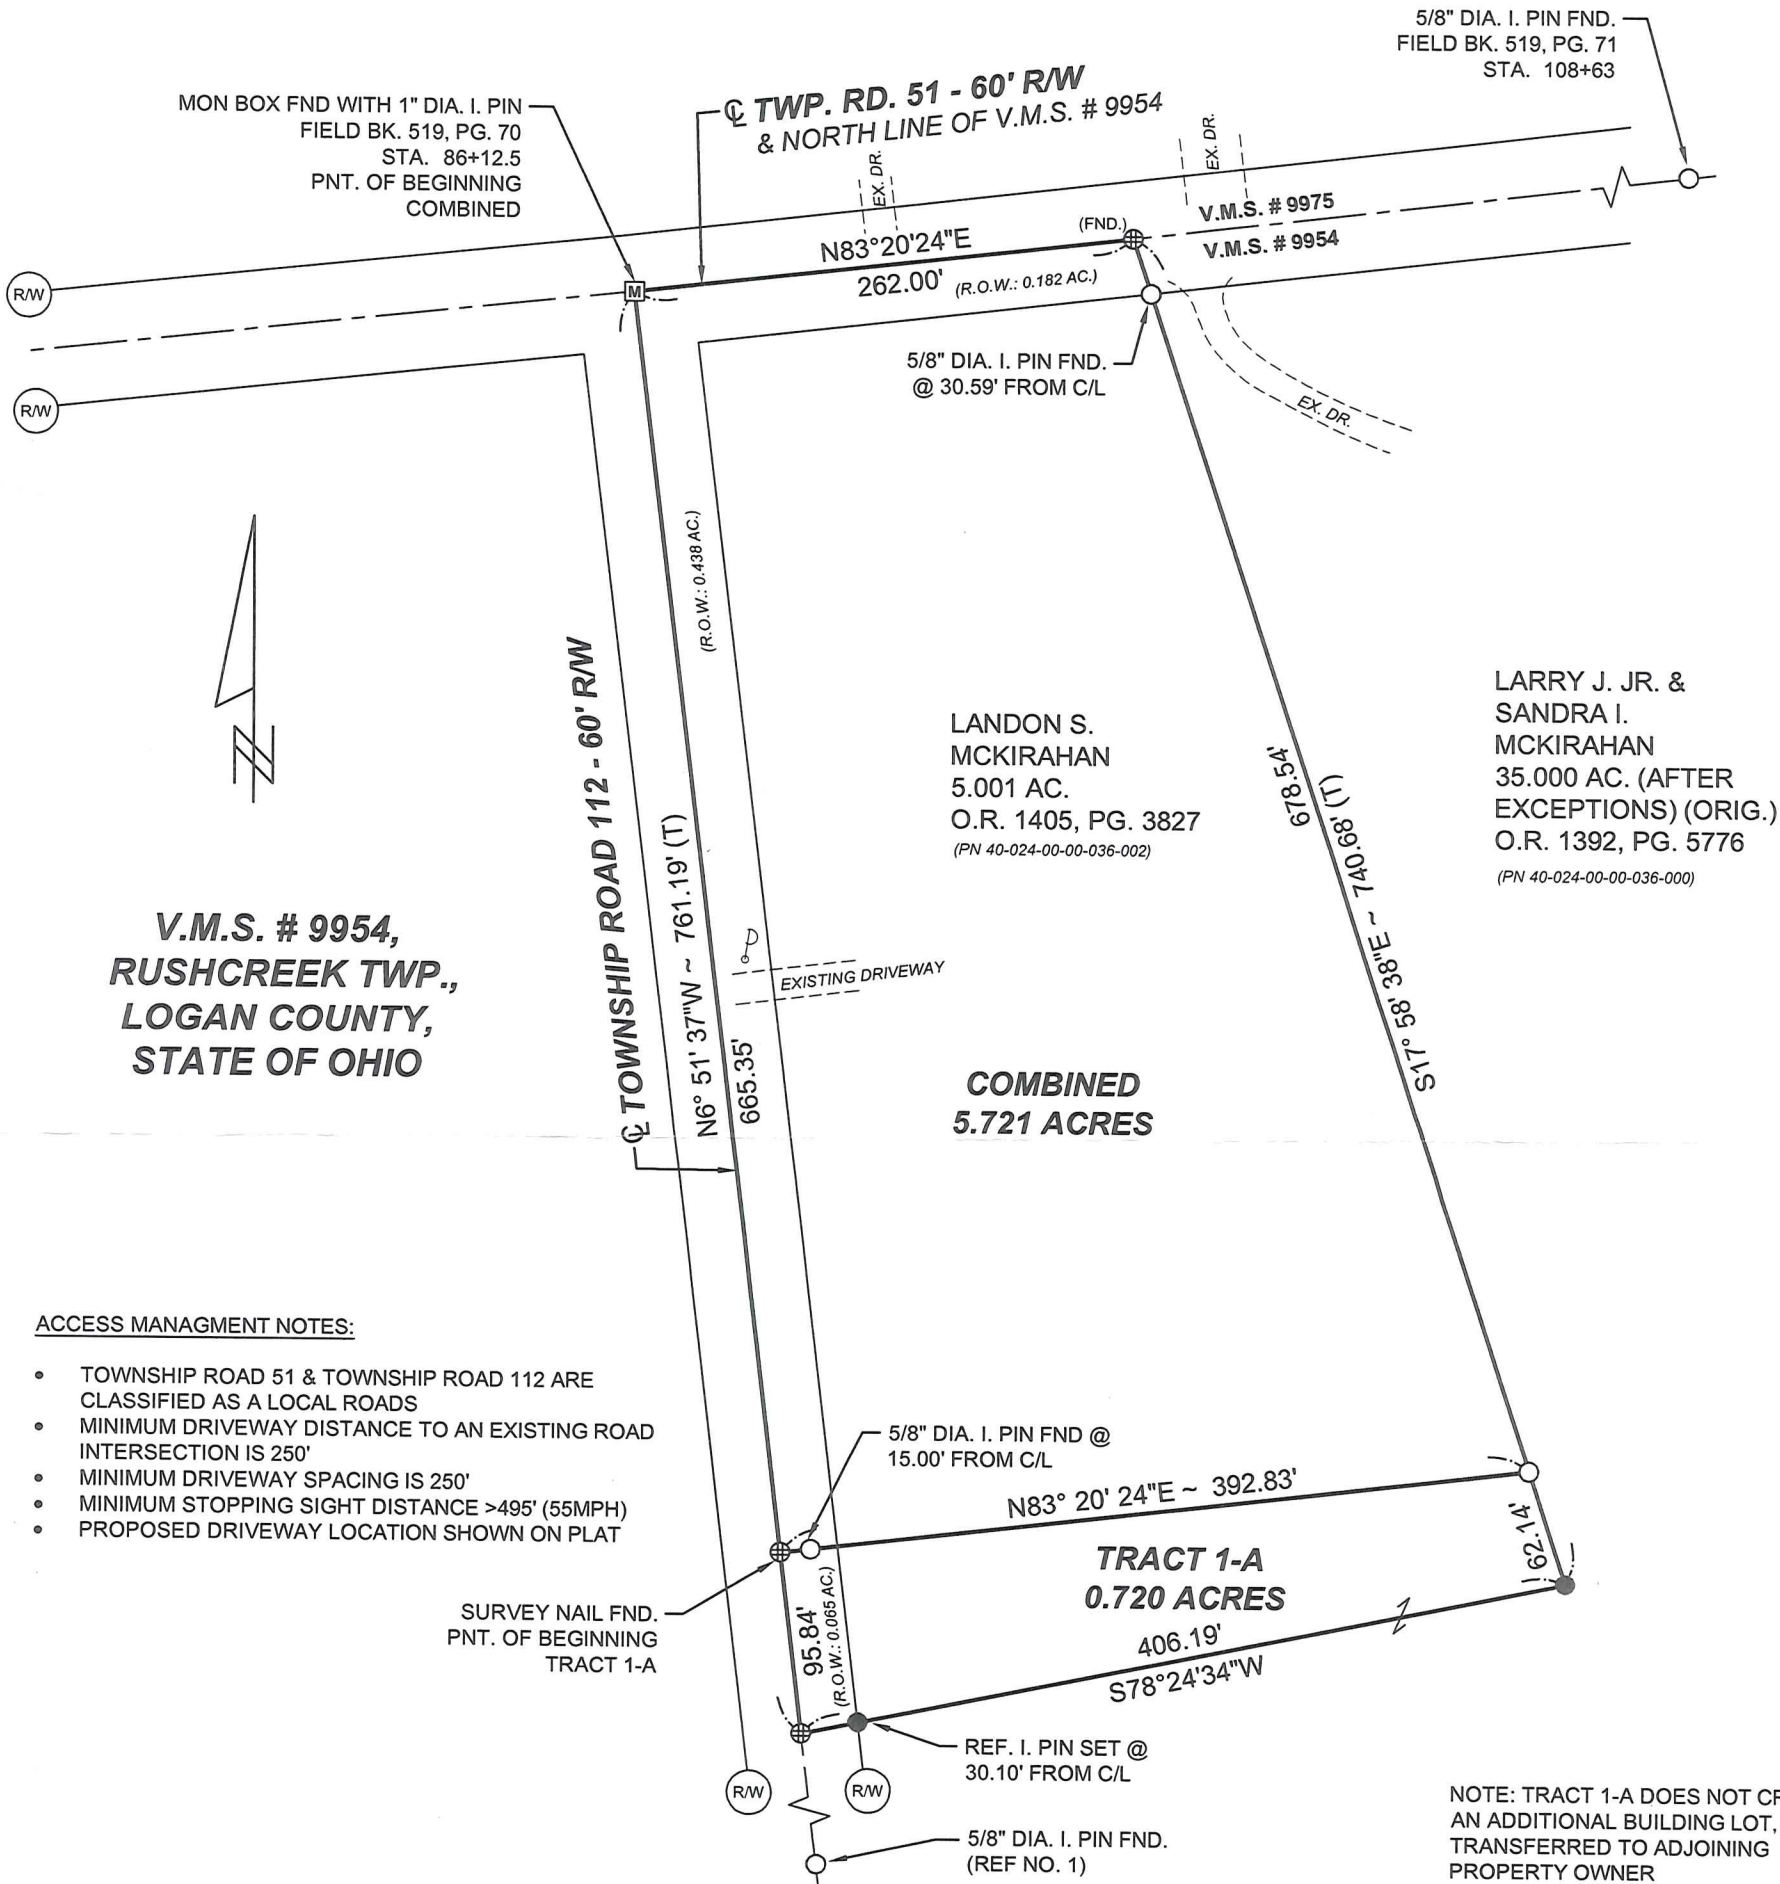 5/8" DIA. I. PIN FND.
FIELD BK. 519, PG. 71
STA. 108+63
MON BOX FND WITH 1" DIA. I. PIN
FIELD BK. 519, PG. 70
STA. 86+12.5
PNT. OF BEGINNING
COMBINED
℄ TWP. RD. 51 - 60' R/W
& NORTH LINE OF V.M.S. # 9954
EX. DR.
EX. DR.
V.M.S. # 9975
V.M.S. # 9954
(FND.)
N83°20'24"E
262.00' (R.O.W.: 0.182 AC.)
R/W
M
R/W
5/8" DIA. I. PIN FND.
@ 30.59' FROM C/L
EX. DR.
(R.O.W.: 0.438 AC.)
N
℄ TOWNSHIP ROAD 112 - 60' R/W
N6° 51' 37"W ~ 761.19' (T)
665.35'
LANDON S.
MCKIRAHAN
5.001 AC.
O.R. 1405, PG. 3827
(PN 40-024-00-00-036-002)
678.54'
S17° 58' 38"E ~ 740.68' (T)
LARRY J. JR. &
SANDRA I.
MCKIRAHAN
35.000 AC. (AFTER
EXCEPTIONS) (ORIG.)
O.R. 1392, PG. 5776
(PN 40-024-00-00-036-000)
V.M.S. # 9954,
RUSHCREEK TWP.,
LOGAN COUNTY,
STATE OF OHIO
EXISTING DRIVEWAY
COMBINED
5.721 ACRES
ACCESS MANAGMENT NOTES:
• TOWNSHIP ROAD 51 & TOWNSHIP ROAD 112 ARE
CLASSIFIED AS A LOCAL ROADS
• MINIMUM DRIVEWAY DISTANCE TO AN EXISTING ROAD
INTERSECTION IS 250'
• MINIMUM DRIVEWAY SPACING IS 250'
• MINIMUM STOPPING SIGHT DISTANCE >495' (55MPH)
• PROPOSED DRIVEWAY LOCATION SHOWN ON PLAT
5/8" DIA. I. PIN FND @
15.00' FROM C/L
N83° 20' 24"E ~ 392.83'
62.14'
TRACT 1-A
0.720 ACRES
SURVEY NAIL FND.
PNT. OF BEGINNING
TRACT 1-A
95.84'
(R.O.W.: 0.065 AC.)
406.19'
S78°24'34"W
REF. I. PIN SET @
30.10' FROM C/L
R/W
R/W
5/8" DIA. I. PIN FND.
(REF NO. 1)
NOTE: TRACT 1-A DOES NOT
AN ADDITIONAL BUILDING LOT,
TRANSFERRED TO ADJOINING
PROPERTY OWNER